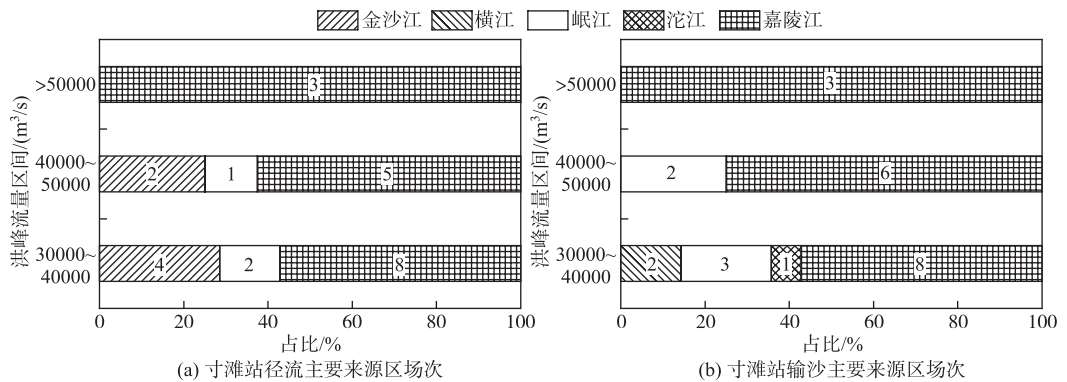 金沙江 横江 岷江 沱江 嘉陵江
洪峰流量区间/(m³/s)
>50000
3
40000~
50000
2 1 5
30000~
40000
4 2 8
0 20 40 60 80 100
占比/%
(a) 寸滩站径流主要来源区场次
洪峰流量区间/(m³/s)
>50000
3
40000~
50000
2 6
30000~
40000
2 3 1 8
0 20 40 60 80 100
占比/%
(b) 寸滩站输沙主要来源区场次